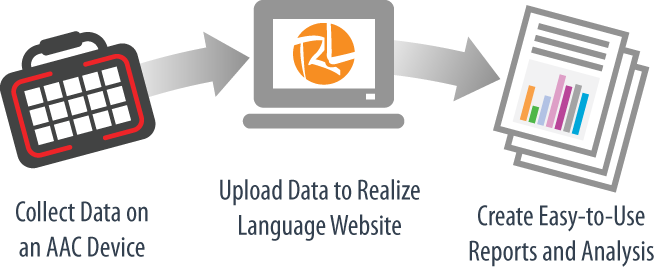 RL
Collect Data on
an AAC Device
Upload Data to Realize
Language Website
Create Easy-to-Use
Reports and Analysis